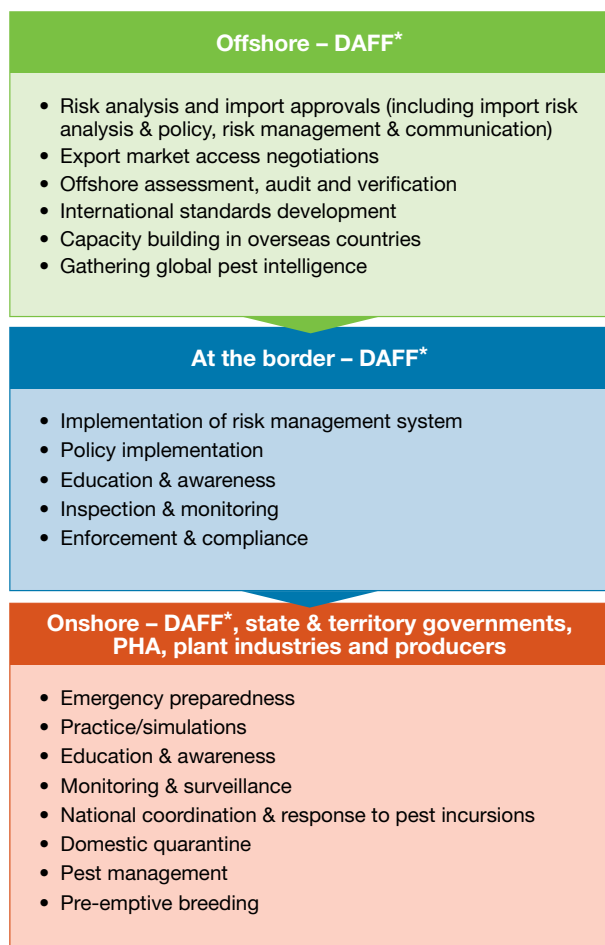 Offshore – DAFF*
• Risk analysis and import approvals (including import risk
analysis & policy, risk management & communication)
• Export market access negotiations
• Offshore assessment, audit and verification
• International standards development
• Capacity building in overseas countries
• Gathering global pest intelligence
At the border – DAFF*
• Implementation of risk management system
• Policy implementation
• Education & awareness
• Inspection & monitoring
• Enforcement & compliance
Onshore – DAFF*, state & territory governments,
PHA, plant industries and producers
• Emergency preparedness
• Practice/simulations
• Education & awareness
• Monitoring & surveillance
• National coordination & response to pest incursions
• Domestic quarantine
• Pest management
• Pre-emptive breeding